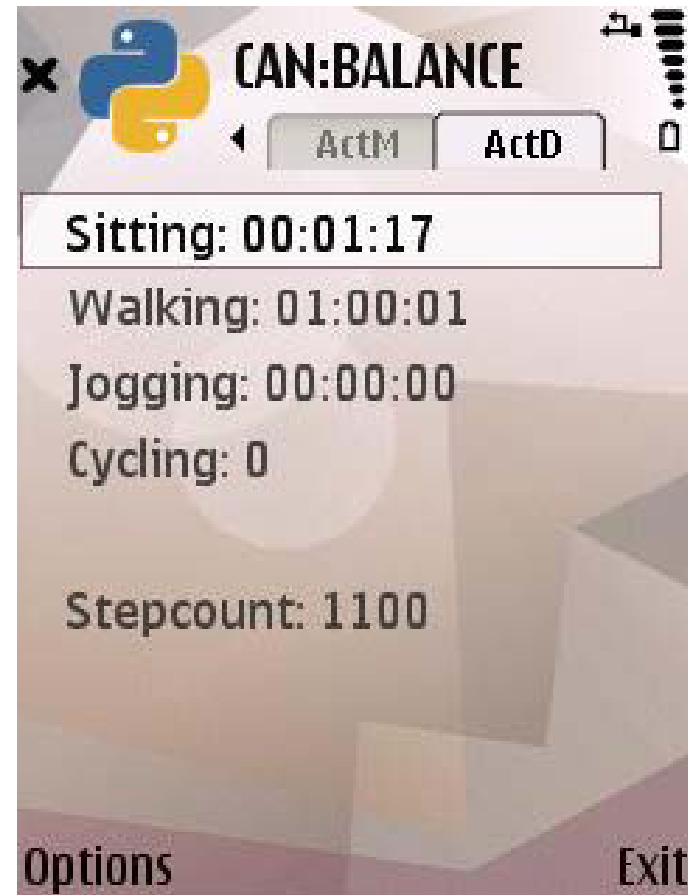 CAN:BALANCE
ActM ActD
Sitting: 00:01:17
Walking: 01:00:01
Jogging: 00:00:00
Cycling: 0
Stepcount: 1100
Options Exit